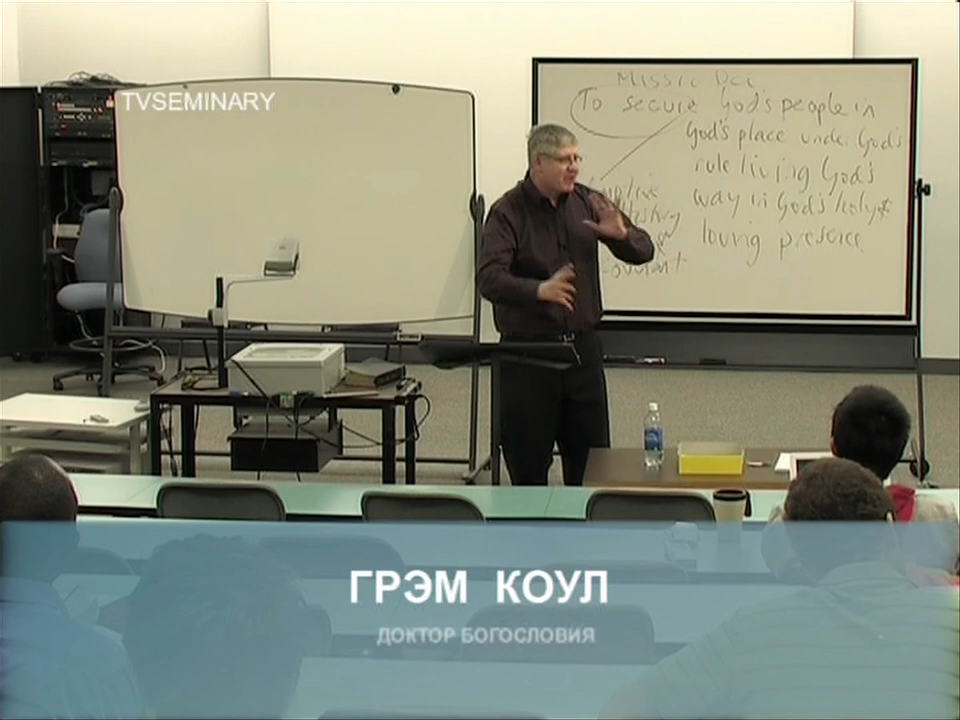 TVSEMINARY
Missio Dei
To secure God's people in
God's place under God's
rule living God's
way in God's holy &
loving presence
ГРЭМ КОУЛ
ДОКТОР БОГОСЛОВИЯ